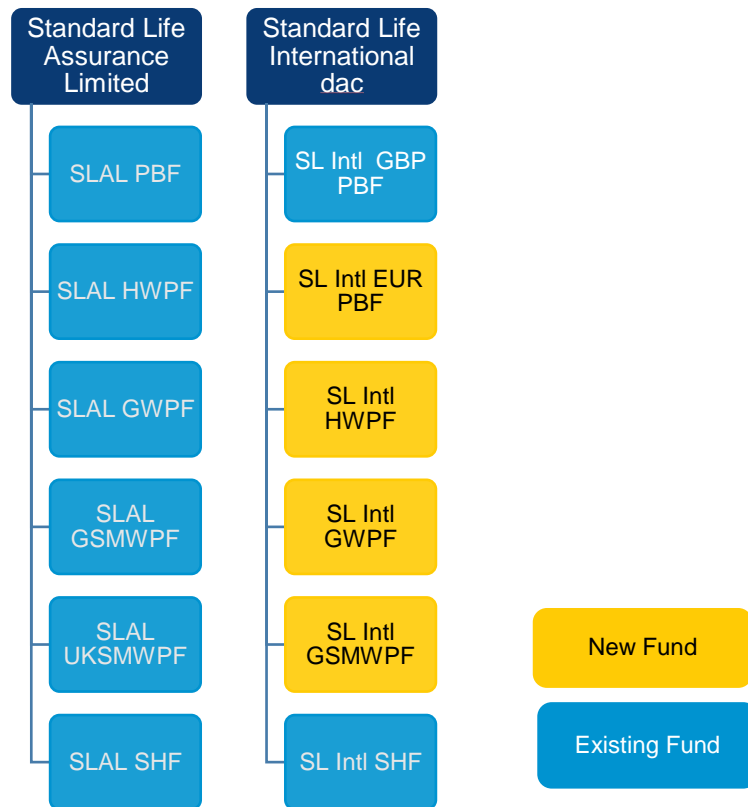 Standard Life
Assurance
Limited
SLAL PBF
SLAL HWPF
SLAL GWPF
SLAL
GSMWPF
SLAL
UKSMWPF
SLAL SHF
Standard Life
International
dac
SL Intl GBP
PBF
SL Intl EUR
PBF
SL Intl
HWPF
SL Intl
GWPF
SL Intl
GSMWPF
SL Intl SHF
New Fund
Existing Fund